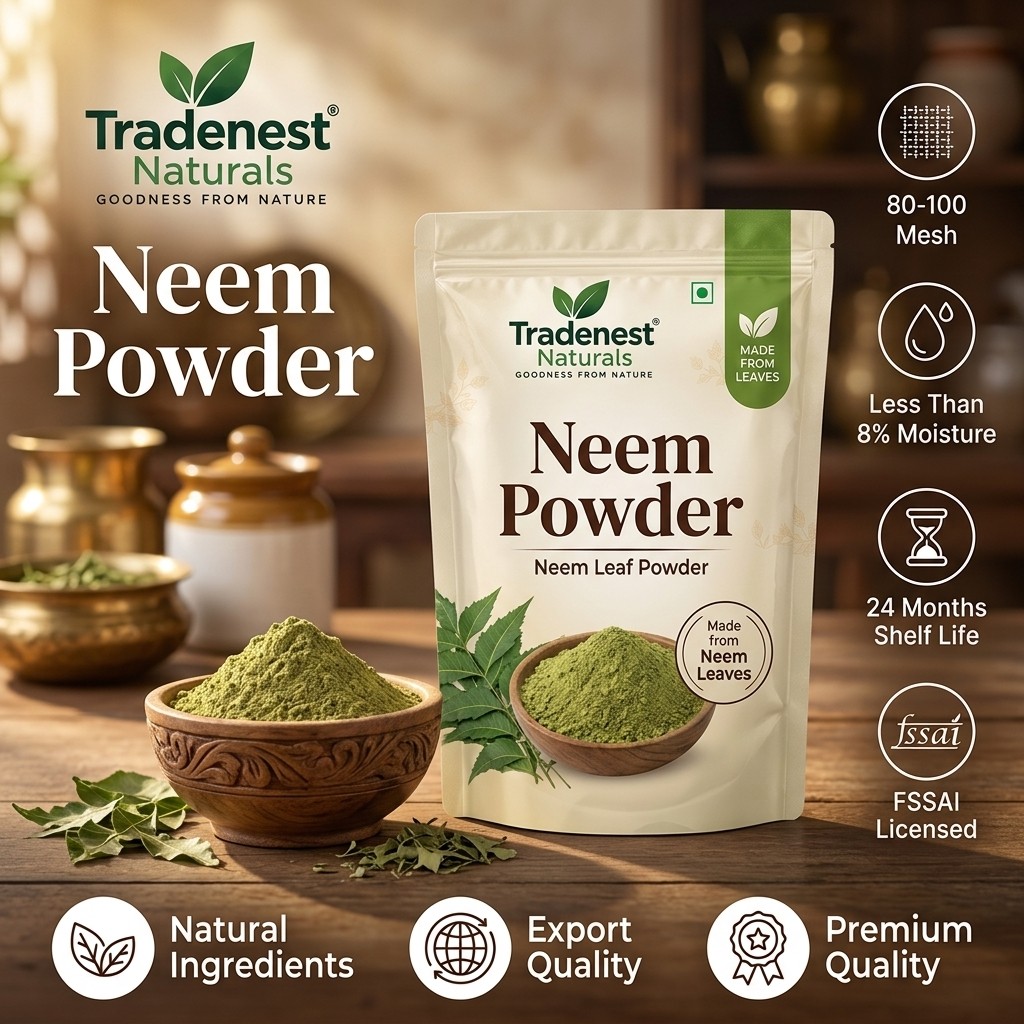 Tradenest®
Naturals
GOODNESS FROM NATURE
Neem
Powder
Tradenest®
Naturals
GOODNESS FROM NATURE
MADE
FROM
LEAVES
Neem
Powder
Neem Leaf Powder
Made
from
Neem
Leaves
80-100
Mesh
Less Than
8% Moisture
24 Months
Shelf Life
fssai
FSSAI
Licensed
Natural
Ingredients
Export
Quality
Premium
Quality